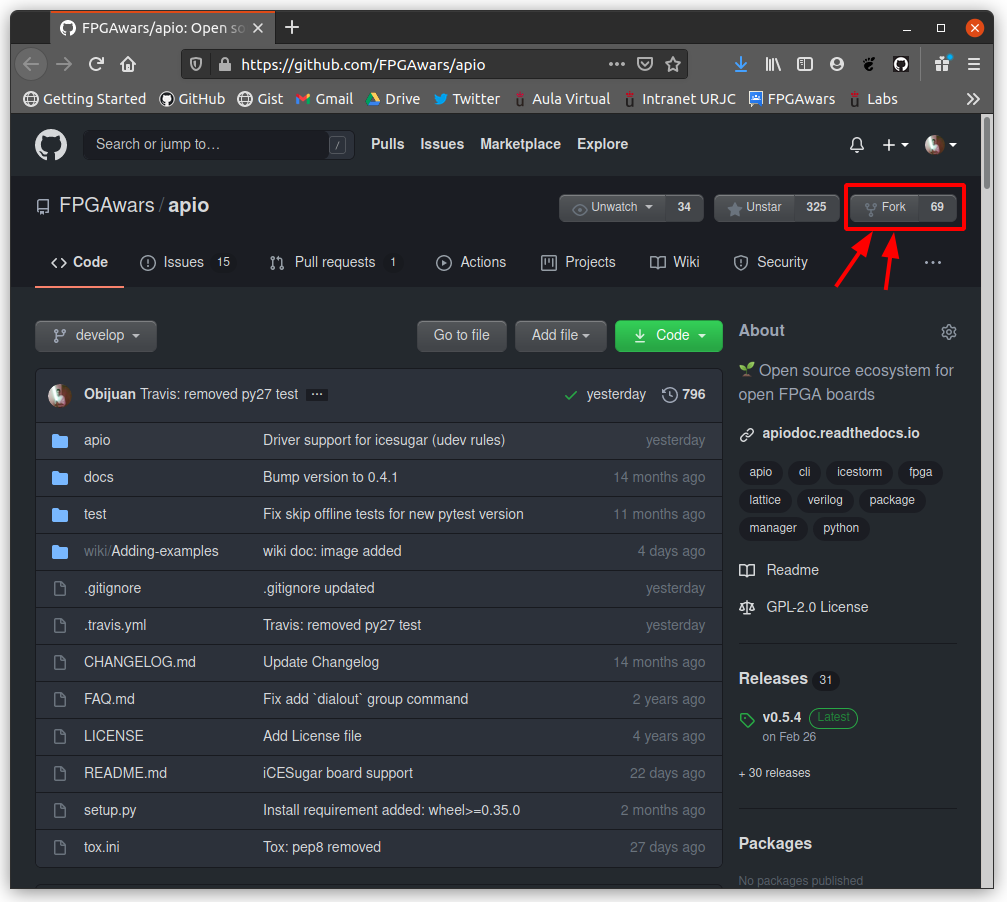 FPGAwars/apio: Open so
https://github.com/FPGAwars/apio
Getting Started GitHub Gist Gmail Drive Twitter Aula Virtual Intranet URJC FPGAwars Labs
Search or jump to… / Pulls Issues Marketplace Explore
FPGAwars / apio Unwatch 34 Unstar 325 Fork 69
Code Issues 15 Pull requests 1 Actions Projects Wiki Security
develop Go to file Add file Code
Obijuan Travis: removed py27 test ... yesterday 796
apio Driver support for icesugar (udev rules) yesterday
docs Bump version to 0.4.1 14 months ago
test Fix skip offline tests for new pytest version 11 months ago
wiki/Adding-examples wiki doc: image added 4 days ago
.gitignore .gitignore updated yesterday
.travis.yml Travis: removed py27 test yesterday
CHANGELOG.md Update Changelog 14 months ago
FAQ.md Fix add `dialout` group command 2 years ago
LICENSE Add License file 4 years ago
README.md iCESugar board support 22 days ago
setup.py Install requirement added: wheel>=0.35.0 2 months ago
tox.ini Tox: pep8 removed 27 days ago
About
Open source ecosystem for
open FPGA boards
apiodoc.readthedocs.io
apio cli icestorm fpga
lattice verilog package
manager python
Readme
GPL-2.0 License
Releases 31
v0.5.4 Latest
on Feb 26
+ 30 releases
Packages
No packages published